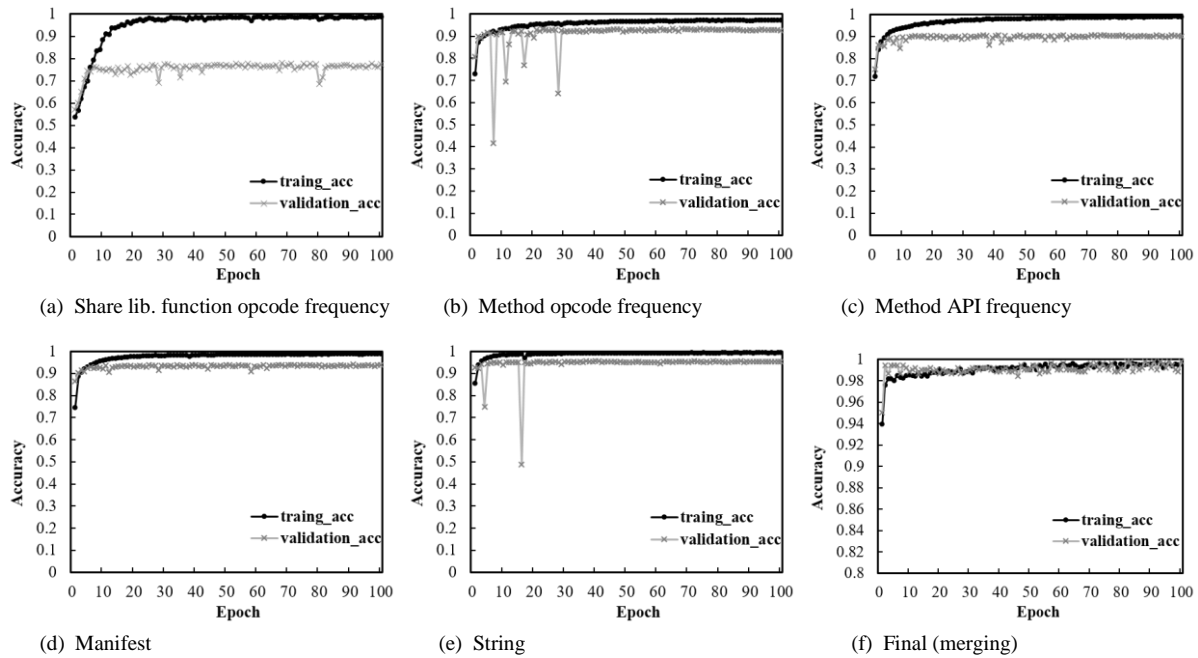 1
0.9
0.8
0.7
0.6
0.5
0.4
0.3
0.2
0.1
0
Accuracy
traing_acc
validation_acc
0 10 20 30 40 50 60 70 80 90 100
Epoch
(a) Share lib. function opcode frequency
1
0.9
0.8
0.7
0.6
0.5
0.4
0.3
0.2
0.1
0
Accuracy
traing_acc
validation_acc
0 10 20 30 40 50 60 70 80 90 100
Epoch
(b) Method opcode frequency
1
0.9
0.8
0.7
0.6
0.5
0.4
0.3
0.2
0.1
0
Accuracy
traing_acc
validation_acc
0 10 20 30 40 50 60 70 80 90 100
Epoch
(c) Method API frequency
1
0.9
0.8
0.7
0.6
0.5
0.4
0.3
0.2
0.1
0
Accuracy
traing_acc
validation_acc
0 10 20 30 40 50 60 70 80 90 100
Epoch
(d) Manifest
1
0.9
0.8
0.7
0.6
0.5
0.4
0.3
0.2
0.1
0
Accuracy
traing_acc
validation_acc
0 10 20 30 40 50 60 70 80 90 100
Epoch
(e) String
1
0.98
0.96
0.94
0.92
0.9
0.88
0.86
0.84
0.82
0.8
Accuracy
traing_acc
validation_acc
0 10 20 30 40 50 60 70 80 90 100
Epoch
(f) Final (merging)